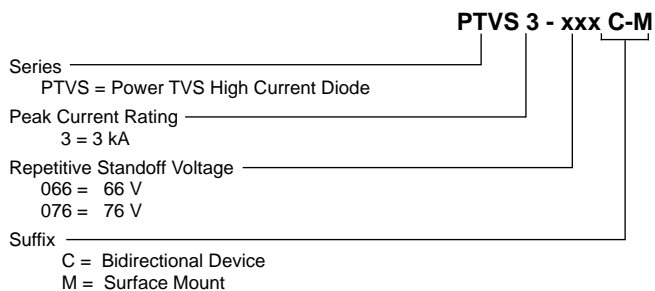 PTVS 3 - xxx C-M
Series
PTVS = Power TVS High Current Diode
Peak Current Rating
3 = 3 kA
Repetitive Standoff Voltage
066 = 66 V
076 = 76 V
Suffix
C = Bidirectional Device
M = Surface Mount